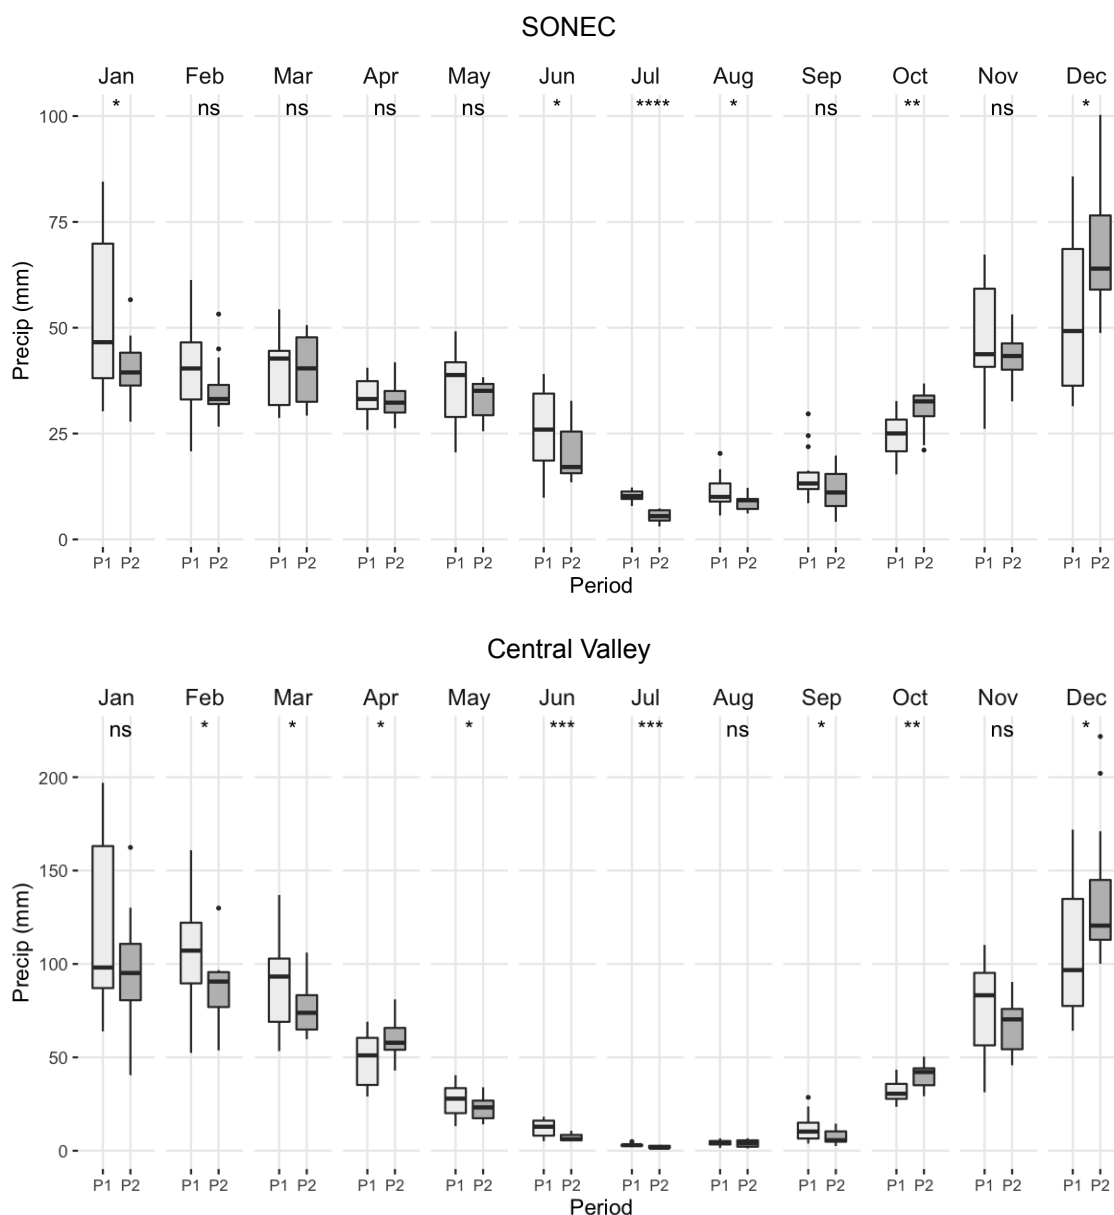 SONEC
Jan Feb Mar Apr May Jun Jul Aug Sep Oct Nov Dec
* ns ns ns ns * **** * ns ** ns *
100
75
50
25
0
Precip (mm)
P1 P2 P1 P2 P1 P2 P1 P2 P1 P2 P1 P2 P1 P2 P1 P2 P1 P2 P1 P2 P1 P2 P1 P2
Period
Central Valley
Jan Feb Mar Apr May Jun Jul Aug Sep Oct Nov Dec
ns * * * * *** *** ns * ** ns *
200
150
100
50
0
Precip (mm)
P1 P2 P1 P2 P1 P2 P1 P2 P1 P2 P1 P2 P1 P2 P1 P2 P1 P2 P1 P2 P1 P2 P1 P2
Period